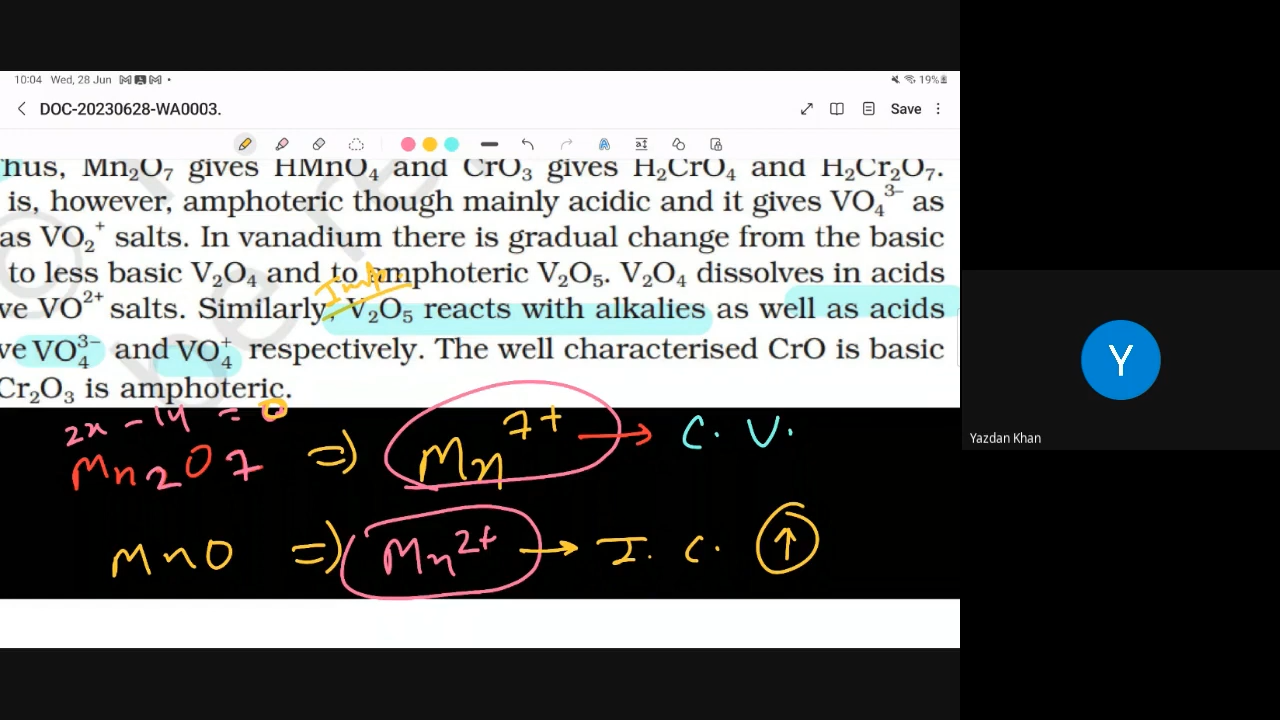 10:04 Wed, 28 Jun
19%
DOC-20230628-WA0003.
Save
hus, Mn₂O₇ gives HMnO₄ and CrO₃ gives H₂CrO₄ and H₂Cr₂O₇.
is, however, amphoteric though mainly acidic and it gives VO₄³⁻ as
as VO₂⁺ salts. In vanadium there is gradual change from the basic
to less basic V₂O₄ and to amphoteric V₂O₅. V₂O₄ dissolves in acids
Imp.
ve VO²⁺ salts. Similarly, V₂O₅ reacts with alkalies as well as acids
ve VO₄³⁻ and VO₄⁺ respectively. The well characterised CrO is basic
Cr₂O₃ is amphoteric.
2x - 14 = 0
Mn2O7 => Mn⁷⁺ → C. V.
MnO => Mn²⁺ → I. C. ↑
Y
Yazdan Khan